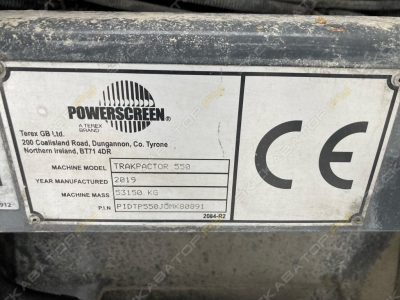 POWERSCREEN
A TEREX
BRAND
Terex GB Ltd.
200 Coalisland Road, Dungannon, Co. Tyrone
Northern Ireland, BT71 4DR
MACHINE MODEL TRAKPACTOR 550
YEAR MANUFACTURED 2019
MACHINE MASS 53150 KG
P.I.N
2064-R2
CE